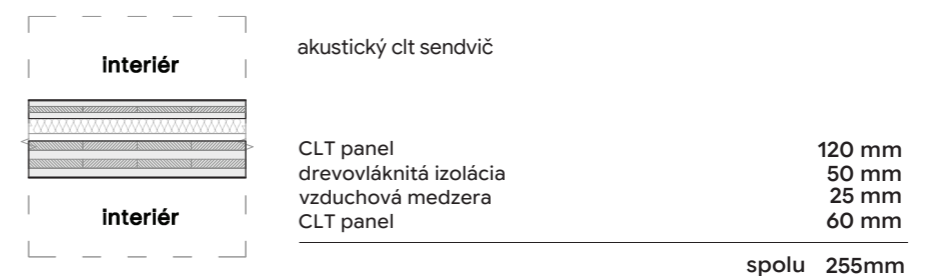 interiér
interiér
akustický clt sendvič
CLT panel 120 mm
drevovláknitá izolácia 50 mm
vzduchová medzera 25 mm
CLT panel 60 mm
spolu 255mm